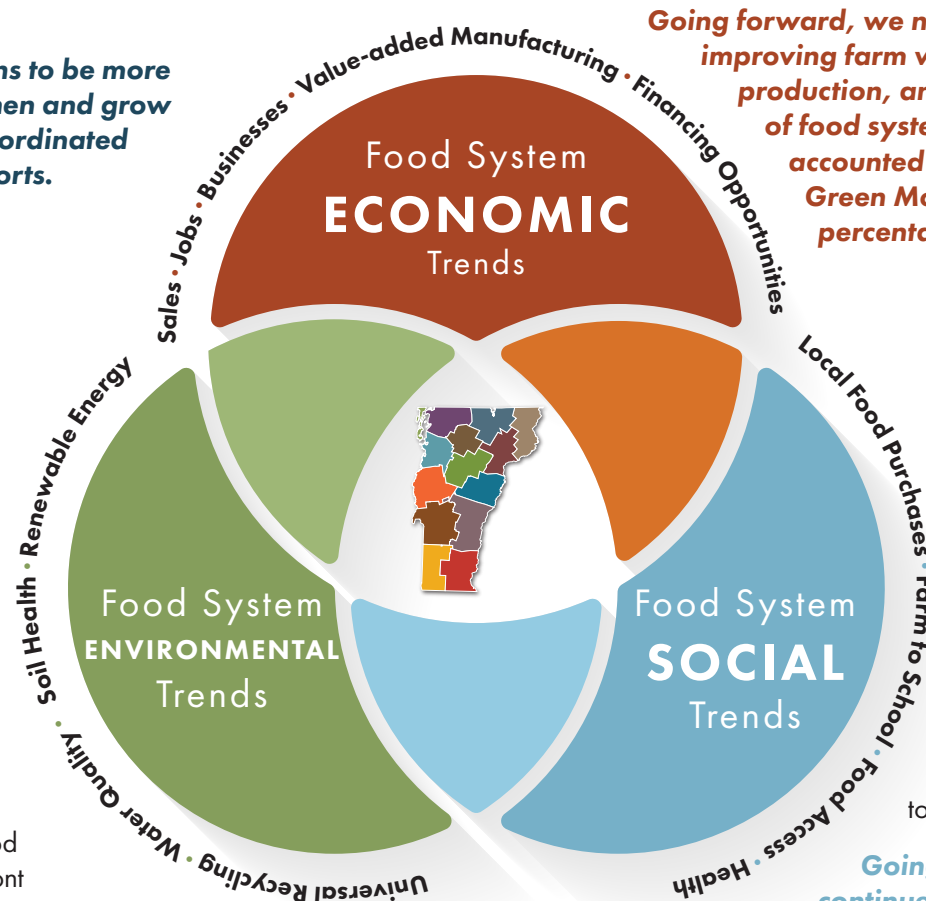 ns to be more
nen and grow
ordinated
orts.
Going forward, we n
improving farm v
production, an
of food syste
accounted
Green Mo
percenta
Sales • Jobs • Businesses • Value-added Manufacturing • Financing Opportunities
Food System
ECONOMIC
Trends
Local Food Purchases • Farm to School • Food Access • Health
Food System
SOCIAL
Trends
Universal Recycling • Water Quality • Soil Health • Renewable Energy
Food System
ENVIRONMENTAL
Trends
od
ont
to
Going
continue